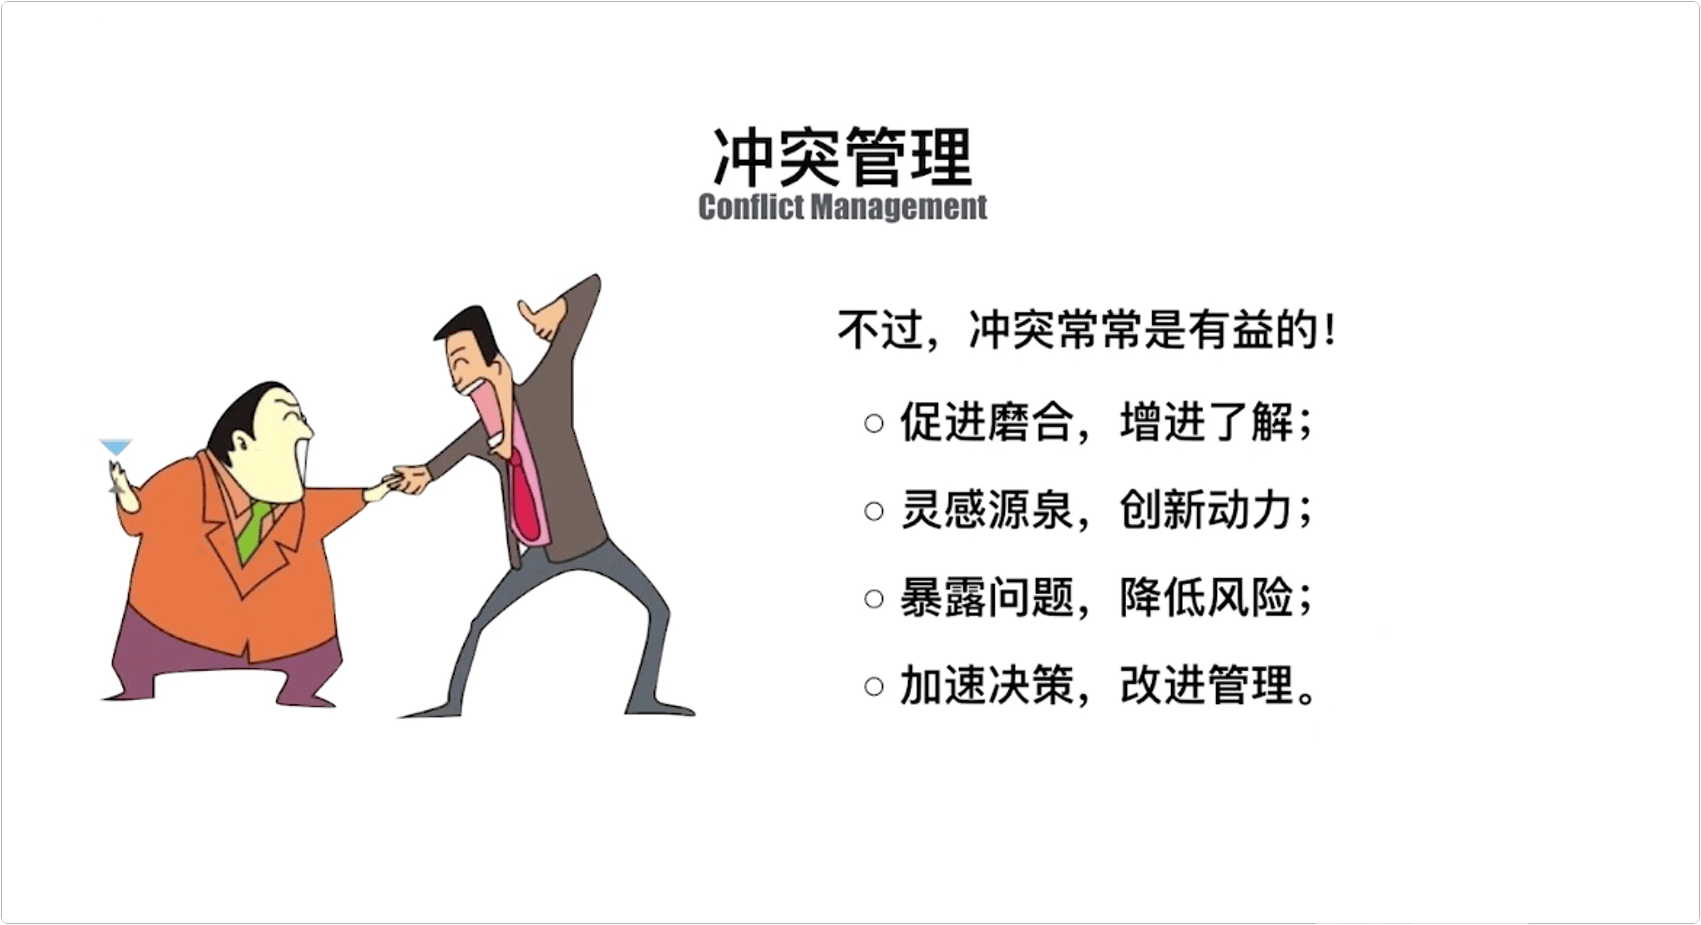 冲突管理
Conflict Management
不过，冲突常常是有益的！
○ 促进磨合，增进了解；
○ 灵感源泉，创新动力；
○ 暴露问题，降低风险；
○ 加速决策，改进管理。